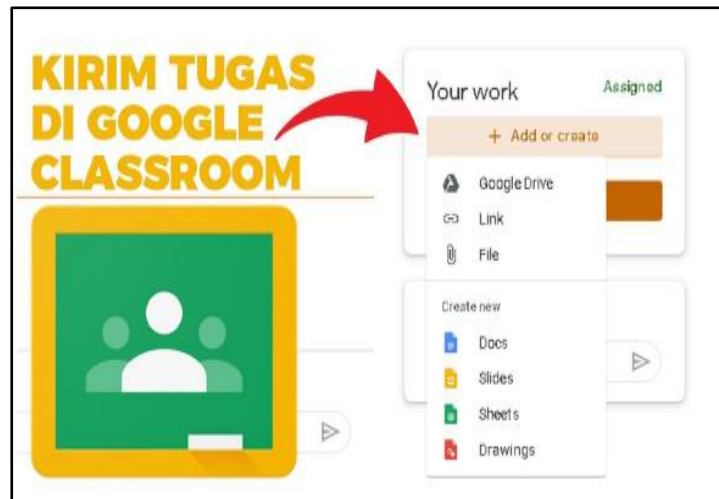 KIRIM TUGAS
DI GOOGLE
CLASSROOM
Your work
Assigned
+ Add or create
Google Drive
Link
File
Create new
Docs
Slides
Sheets
Drawings